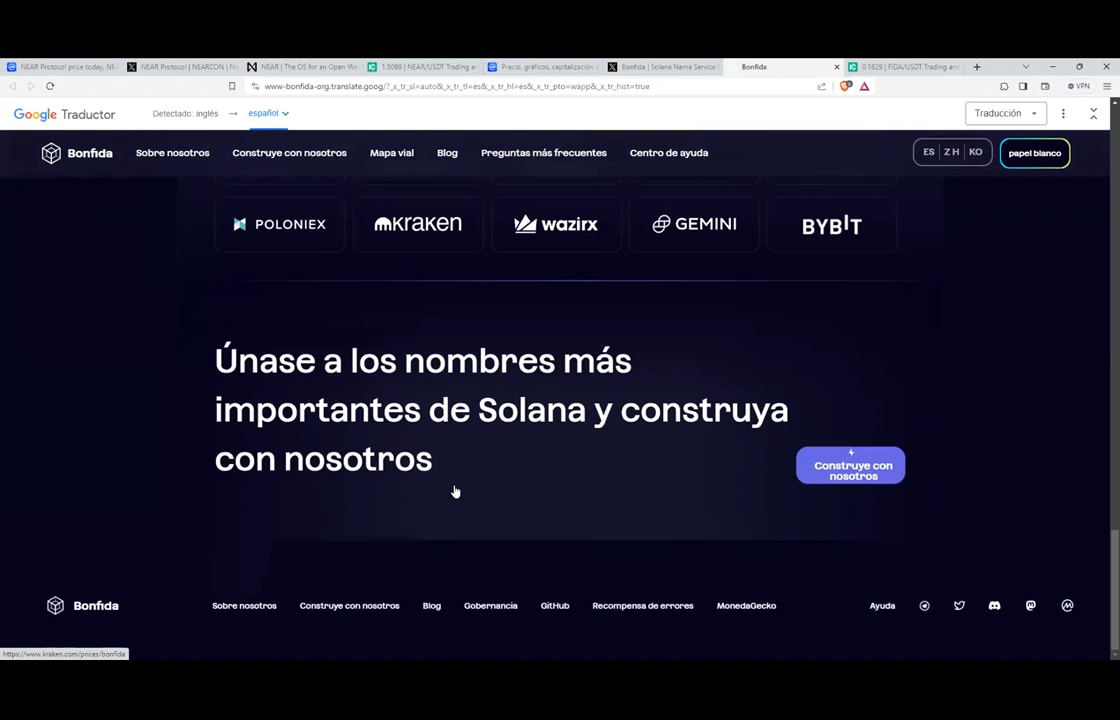 NEAR Protocol price today, NEA
NEAR Protocol | NEARCON | N
NEAR | The OS for an Open We
1.5089 | NEAR/USDT Trading an
Precio, gráficos, capitalización d
Bonfida | Solana Name Service
Bonfida
0.1829 | FIDA/USDT Trading and
www-bonfida-org.translate.goog/?_x_tr_sl=auto&_x_tr_tl=es&_x_tr_hl=es&_x_tr_pto=wapp&_x_tr_hist=true
VPN
Google Traductor
Detectado: inglés
español
Traducción
Bonfida
Sobre nosotros
Construye con nosotros
Mapa vial
Blog
Preguntas más frecuentes
Centro de ayuda
ES | ZH | KO
papel blanco
POLONIEX
kraken
wazirx
GEMINI
BYBIT
Únase a los nombres más
importantes de Solana y construya
con nosotros
Construye con
nosotros
Bonfida
Sobre nosotros
Construye con nosotros
Blog
Gobernancia
GitHub
Recompensa de errores
MonedaGecko
Ayuda
https://www.kraken.com/prices/bonfida